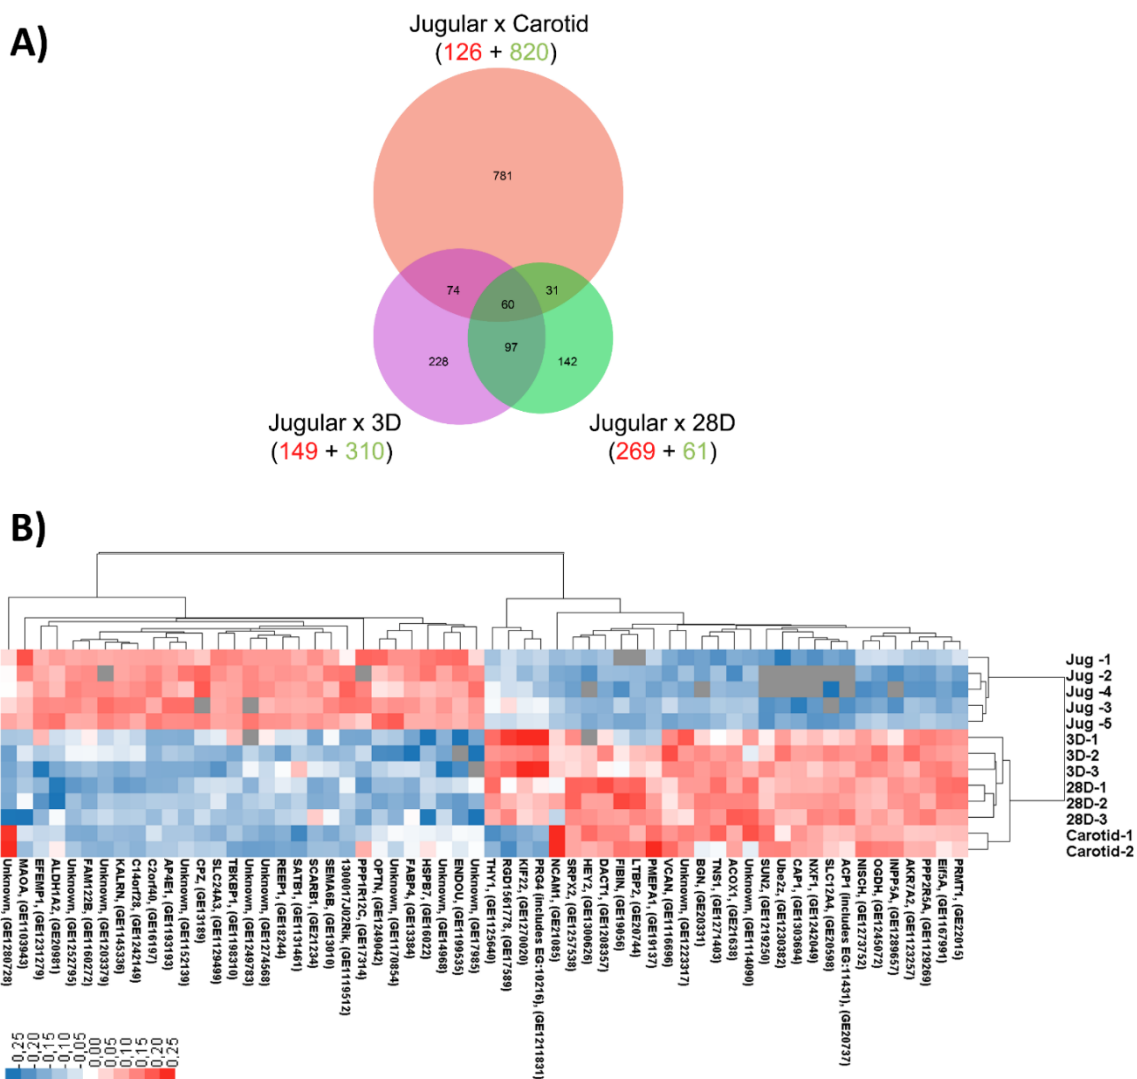 A)
Jugular x Carotid
(126 + 820)
781
74
31
60
228
97
142
Jugular x 3D
(149 + 310)
Jugular x 28D
(269 + 61)
B)
Jug -1
Jug -2
Jug -4
Jug -3
Jug -5
3D-1
3D-2
3D-3
28D-1
28D-2
28D-3
Carotid-1
Carotid-2
Unknown, (GE1280728)
MAOA, (GE1103943)
EFEMP1, (GE1231279)
ALDH1A2, (GE20981)
Unknown, (GE1252795)
FAM122B, (GE1160272)
Unknown, (GE1203379)
KALRN, (GE1145336)
C14orf28, (GE1242149)
C2orf40, (GE16197)
AP4E1, (GE1193193)
Unknown, (GE1152139)
CPZ, (GE13189)
SLC24A3, (GE1129499)
TBKBP1, (GE1198310)
Unknown, (GE1249783)
Unknown, (GE1274568)
REEP1, (GE18244)
SATB1, (GE1131461)
SCARB1, (GE21234)
SEMA6B, (GE13010)
1300017J02Rik, (GE1119512)
PPP1R12C, (GE17314)
OPTN, (GE1249042)
Unknown, (GE1170854)
FABP4, (GE13384)
HSPB7, (GE16022)
Unknown, (GE14968)
ENDOU, (GE1199535)
Unknown, (GE17985)
THY1, (GE1125640)
RGD1561778, (GE17589)
KIF22, (GE1270020)
PRG4 (includes EG:10216), (GE1211831)
NCAM1, (GE21085)
SRPX2, (GE1257538)
HEY2, (GE1300626)
DACT1, (GE1208357)
FIBIN, (GE19056)
LTBP2, (GE20744)
PMEPA1, (GE19137)
VCAN, (GE1116696)
Unknown, (GE1223317)
BGN, (GE20331)
TNS1, (GE1271403)
ACOX1, (GE21638)
Unknown, (GE1114090)
SUN2, (GE1219250)
Ube2z, (GE1230382)
CAP1, (GE1303694)
NXF1, (GE1242049)
SLC12A4, (GE20598)
ACP1 (includes EG:11431), (GE20737)
NISCH, (GE1273752)
OGDH, (GE1245072)
INPP5A, (GE1289657)
AKR7A2, (GE1123257)
PPP2R5A, (GE1129269)
Eif5A, (GE1167991)
PRMT1, (GE22015)
-0,25
-0,20
-0,15
-0,10
-0,05
0,00
0,05
0,10
0,15
0,20
0,25